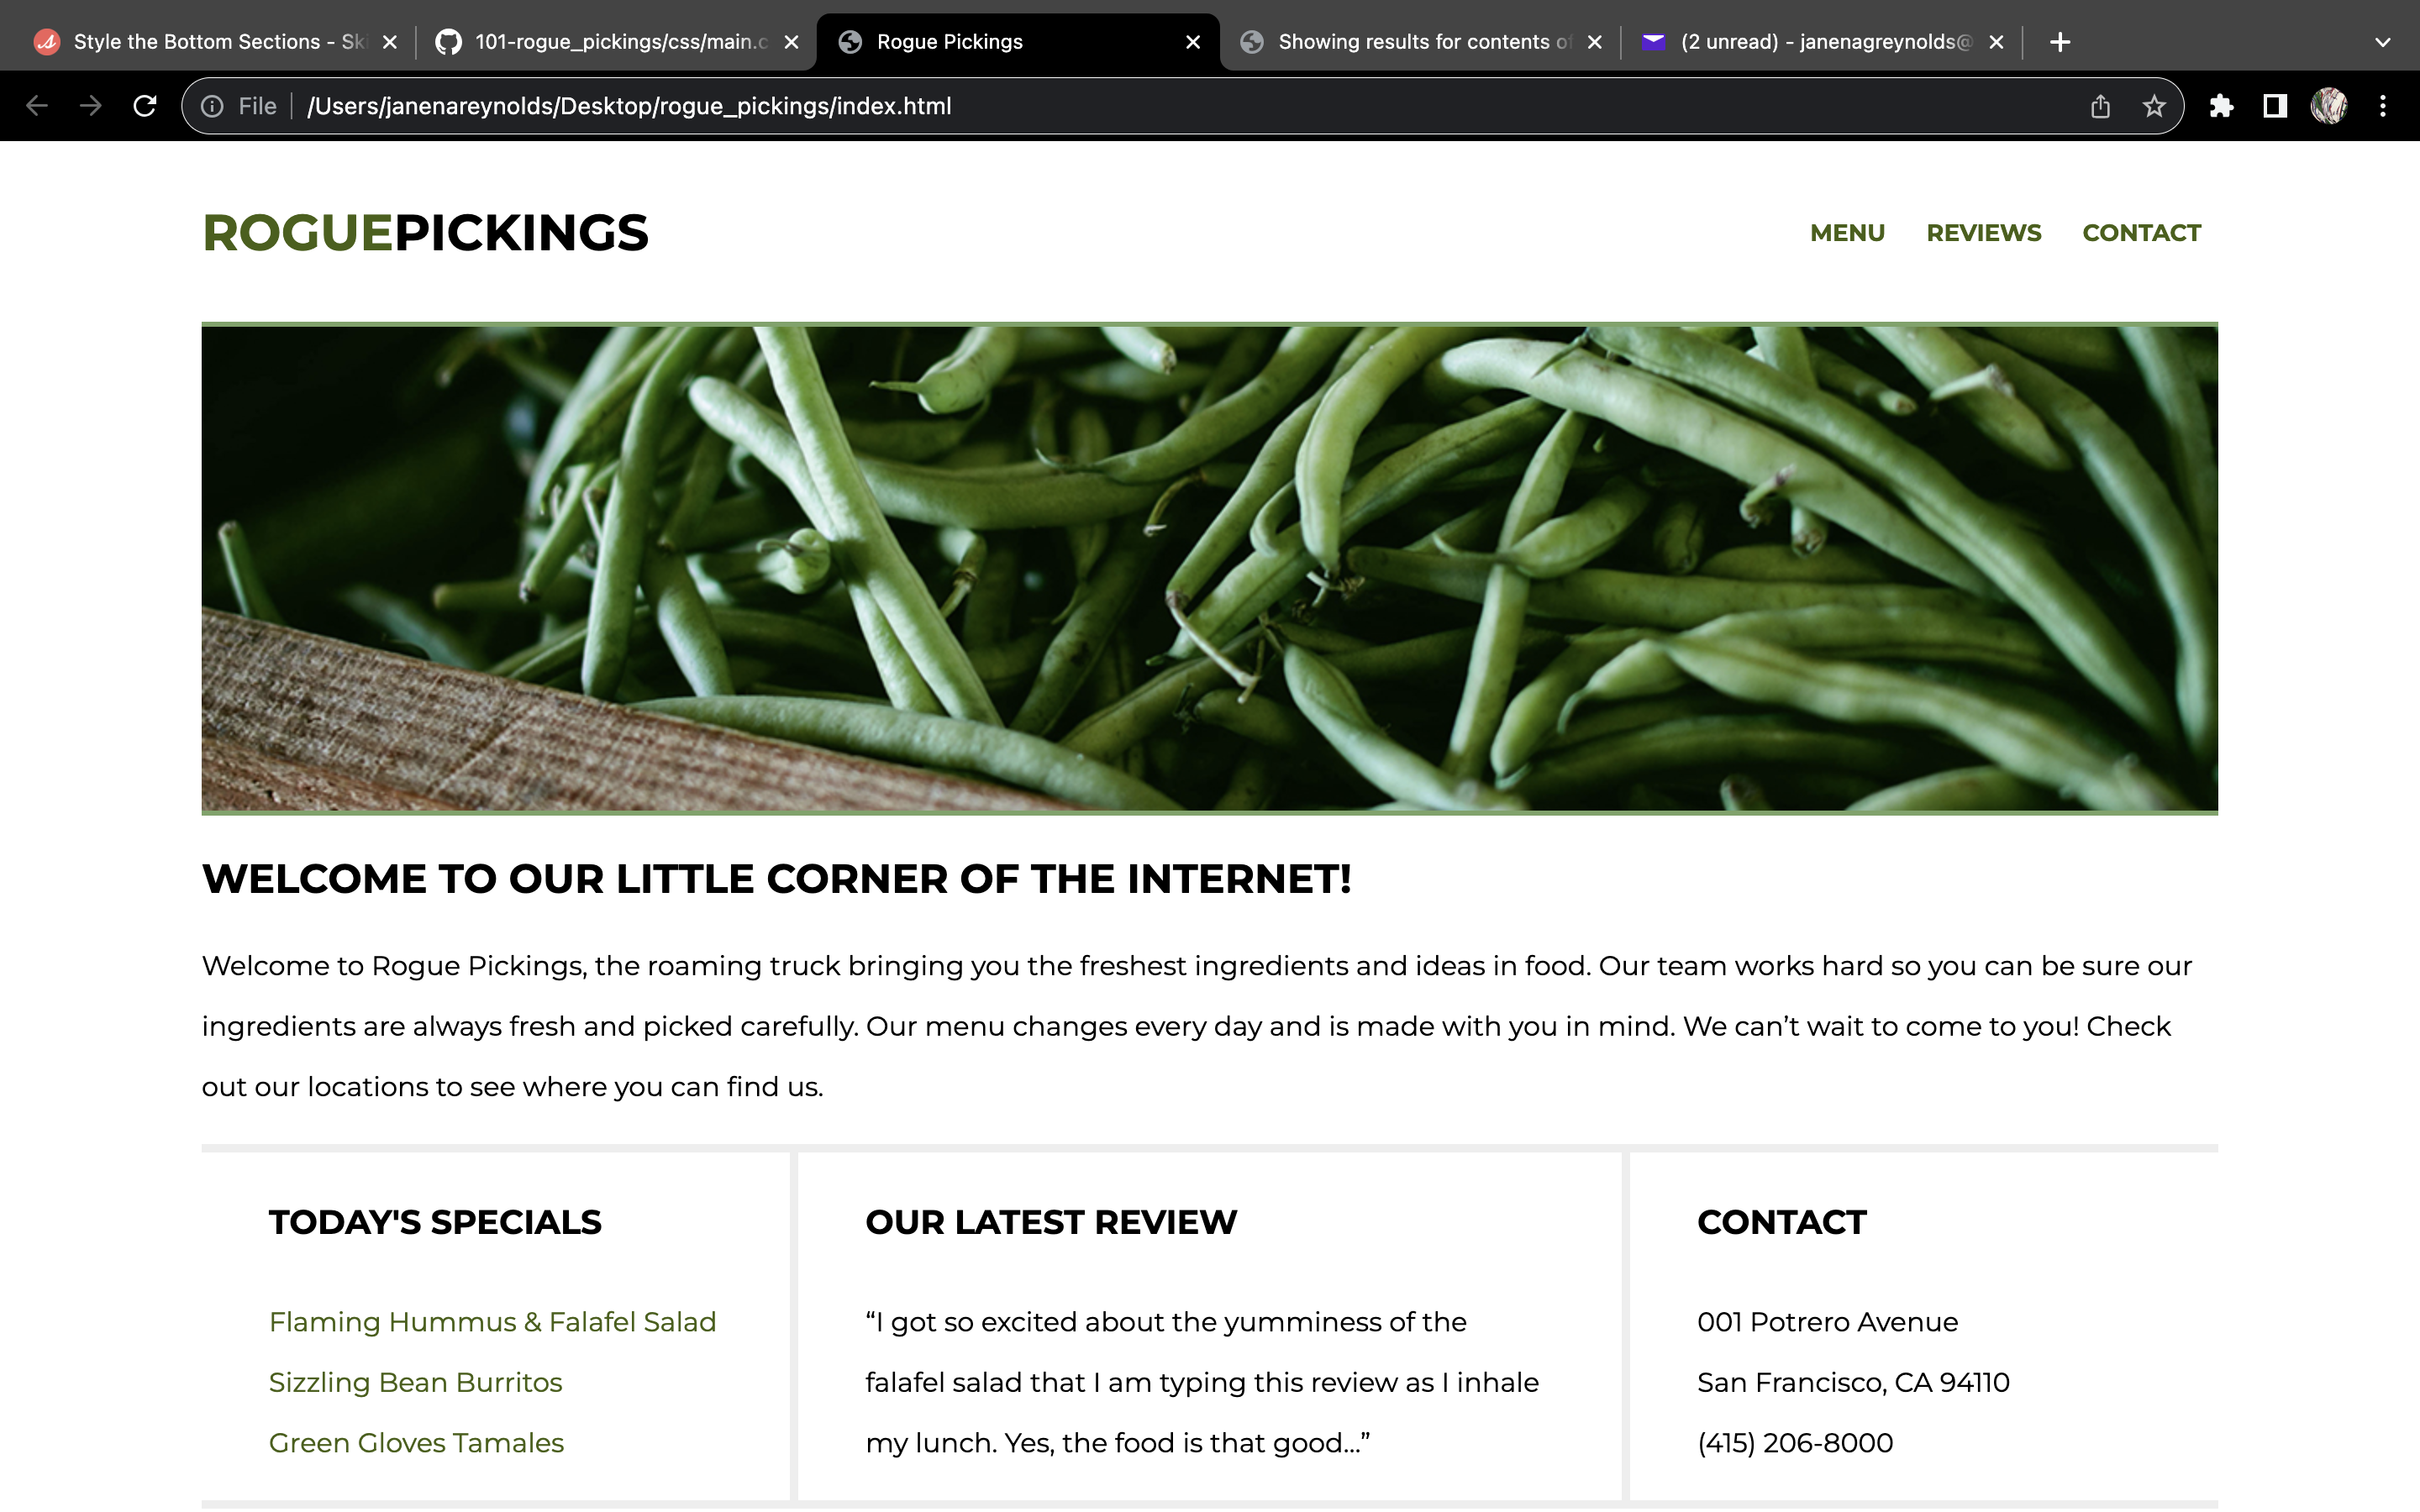 Style the Bottom Sections - Sk
101-rogue_pickings/css/main.c
Rogue Pickings
Showing results for contents of
(2 unread) - janenagreynolds@
File
/Users/janenareynolds/Desktop/rogue_pickings/index.html
ROGUEPICKINGS
MENU REVIEWS CONTACT
WELCOME TO OUR LITTLE CORNER OF THE INTERNET!
Welcome to Rogue Pickings, the roaming truck bringing you the freshest ingredients and ideas in food. Our team works hard so you can be sure our
ingredients are always fresh and picked carefully. Our menu changes every day and is made with you in mind. We can’t wait to come to you! Check
out our locations to see where you can find us.
TODAY'S SPECIALS
Flaming Hummus & Falafel Salad
Sizzling Bean Burritos
Green Gloves Tamales
OUR LATEST REVIEW
“I got so excited about the yumminess of the
falafel salad that I am typing this review as I inhale
my lunch. Yes, the food is that good...”
CONTACT
001 Potrero Avenue
San Francisco, CA 94110
(415) 206-8000